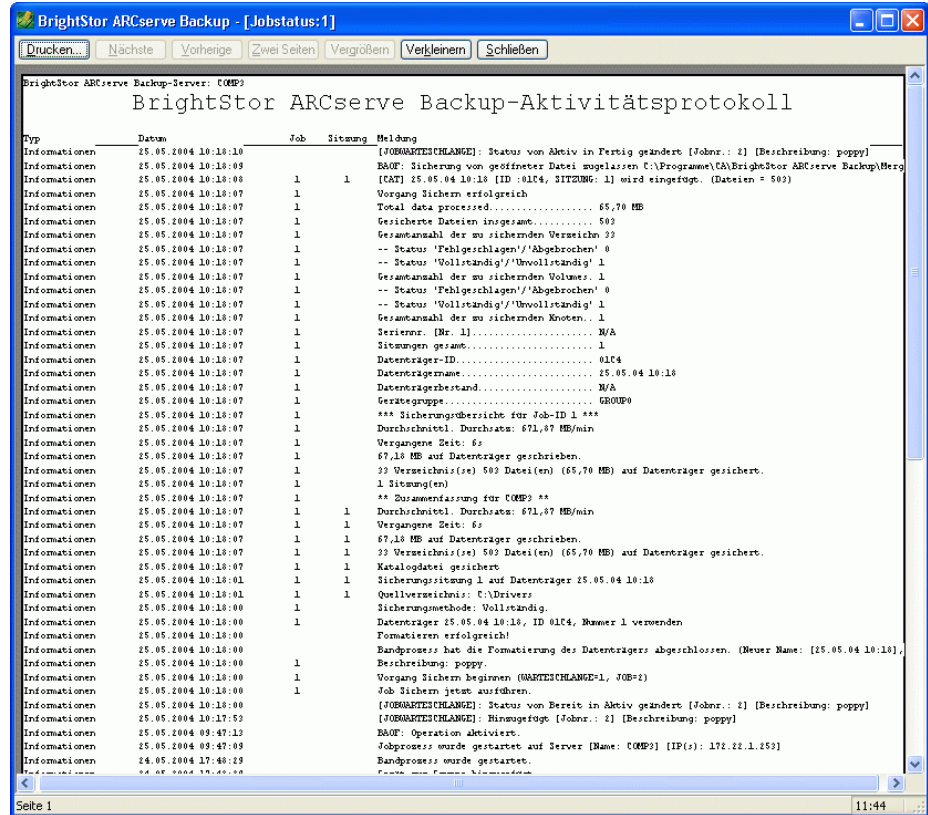 BrightStor ARCserve Backup - [Jobstatus:1]
Drucken... Nächste Vorherige Zwei Seiten Vergrößern Verkleinern Schließen
BrightStor ARCserve Backup-Server: COMP3
BrightStor ARCserve Backup-Aktivitätsprotokoll
Typ Datum Job Sitzung Meldung
Informationen 25.05.2004 10:18:10 [JOBWARTESCHLANGE]: Status von Aktiv in Fertig geändert [Jobnr.: 2] [Beschreibung: poppy]
Informationen 25.05.2004 10:18:09 BAOF: Sicherung von geöffneter Datei zugelassen C:\Programme\CA\BrightStor ARCserve Backup\Merg
Informationen 25.05.2004 10:18:08 1 1 [CAT] 25.05.04 10:18 [ID :01C4, SITZUNG: 1] wird eingefügt. (Dateien = 503)
Informationen 25.05.2004 10:18:07 1 Vorgang Sichern erfolgreich
Informationen 25.05.2004 10:18:07 1 Total data processed.................. 65,70 MB
Informationen 25.05.2004 10:18:07 1 Gesicherte Dateien insgesamt........... 503
Informationen 25.05.2004 10:18:07 1 Gesamtanzahl der zu sichernden Verzeichn 33
Informationen 25.05.2004 10:18:07 1 -- Status 'Fehlgeschlagen'/'Abgebrochen' 0
Informationen 25.05.2004 10:18:07 1 -- Status 'Vollständig'/'Unvollständig' 1
Informationen 25.05.2004 10:18:07 1 Gesamtanzahl der zu sichernden Volumes. 1
Informationen 25.05.2004 10:18:07 1 -- Status 'Fehlgeschlagen'/'Abgebrochen' 0
Informationen 25.05.2004 10:18:07 1 -- Status 'Vollständig'/'Unvollständig' 1
Informationen 25.05.2004 10:18:07 1 Gesamtanzahl der zu sichernden Knoten.. 1
Informationen 25.05.2004 10:18:07 1 Seriennr. [Nr. 1]...................... N/A
Informationen 25.05.2004 10:18:07 1 Sitzungen gesamt....................... 1
Informationen 25.05.2004 10:18:07 1 Datenträger-ID......................... 01C4
Informationen 25.05.2004 10:18:07 1 Datenträgername........................ 25.05.04 10:18
Informationen 25.05.2004 10:18:07 1 Datenträgerbestand..................... N/A
Informationen 25.05.2004 10:18:07 1 Gerätegruppe........................... GROUP0
Informationen 25.05.2004 10:18:07 1 *** Sicherungsübersicht für Job-ID 1 ***
Informationen 25.05.2004 10:18:07 1 Durchschnittl. Durchsatz: 671,87 MB/min
Informationen 25.05.2004 10:18:07 1 Vergangene Zeit: 6s
Informationen 25.05.2004 10:18:07 1 67,18 MB auf Datenträger geschrieben.
Informationen 25.05.2004 10:18:07 1 33 Verzeichnis(se) 503 Datei(en) (65,70 MB) auf Datenträger gesichert.
Informationen 25.05.2004 10:18:07 1 1 Sitzung(en)
Informationen 25.05.2004 10:18:07 1 ** Zusammenfassung für COMP3 **
Informationen 25.05.2004 10:18:07 1 1 Durchschnittl. Durchsatz: 671,87 MB/min
Informationen 25.05.2004 10:18:07 1 1 Vergangene Zeit: 6s
Informationen 25.05.2004 10:18:07 1 1 67,18 MB auf Datenträger geschrieben.
Informationen 25.05.2004 10:18:07 1 1 33 Verzeichnis(se) 503 Datei(en) (65,70 MB) auf Datenträger gesichert.
Informationen 25.05.2004 10:18:07 1 1 Katalogdatei gesichert
Informationen 25.05.2004 10:18:01 1 1 Sicherungssitzung 1 auf Datenträger 25.05.04 10:18
Informationen 25.05.2004 10:18:01 1 1 Quellverzeichnis: C:\Drivers
Informationen 25.05.2004 10:18:00 1 Sicherungsmethode: Vollständig.
Informationen 25.05.2004 10:18:00 1 Datenträger 25.05.04 10:18, ID 01C4, Nummer 1 verwenden
Informationen 25.05.2004 10:18:00 Formatieren erfolgreich!
Informationen 25.05.2004 10:18:00 Bandprozess hat die Formatierung des Datenträgers abgeschlossen. (Neuer Name: [25.05.04 10:18],
Informationen 25.05.2004 10:18:00 1 Beschreibung: poppy.
Informationen 25.05.2004 10:18:00 1 Vorgang Sichern beginnen (WARTESCHLANGE=1, JOB=2)
Informationen 25.05.2004 10:18:00 1 Job Sichern jetzt ausführen.
Informationen 25.05.2004 10:18:00 [JOBWARTESCHLANGE]: Status von Bereit in Aktiv geändert [Jobnr.: 2] [Beschreibung: poppy]
Informationen 25.05.2004 10:17:53 [JOBWARTESCHLANGE]: Hinzugefügt [Jobnr.: 2] [Beschreibung: poppy]
Informationen 25.05.2004 09:47:13 BAOF: Operation aktiviert.
Informationen 25.05.2004 09:47:09 Jobprozess wurde gestartet auf Server [Name: COMP3] [IP(s): 172.22.1.253]
Informationen 24.05.2004 17:48:29 Bandprozess wurde gestartet.
Seite 1 11:44